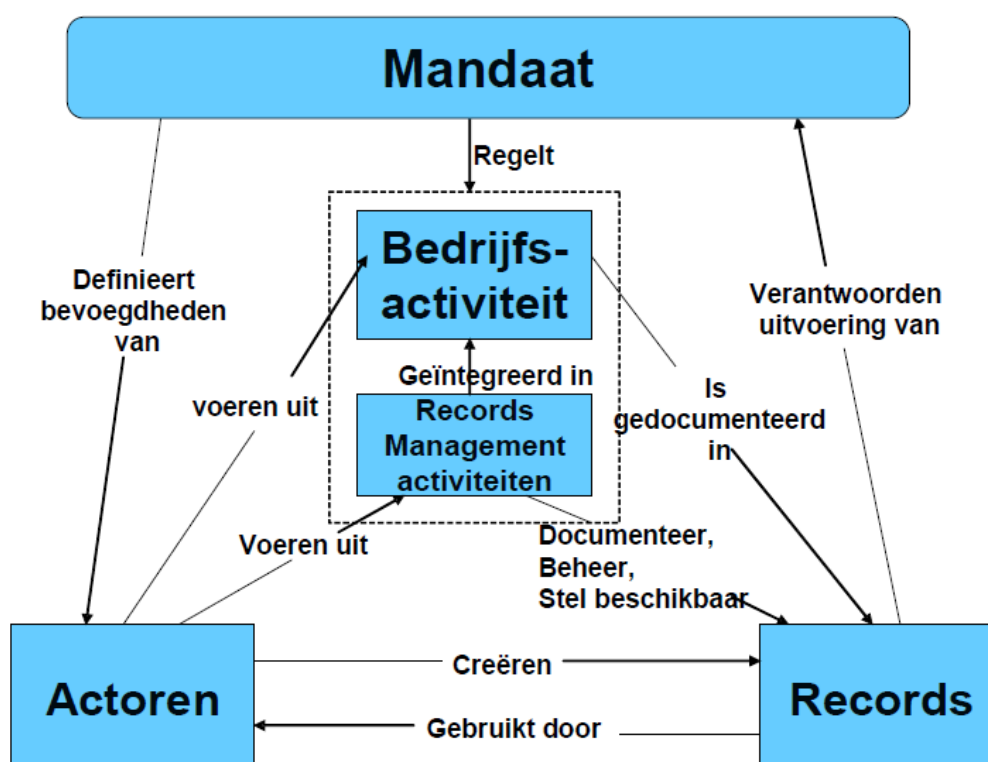 Mandaat
Regelt
Bedrijfs-
activiteit
Definieert
bevoegdheden
van
Verantwoorden
uitvoering van
Geïntegreerd in
voeren uit
Is
gedocumenteerd
in
Records
Management
activiteiten
Voeren uit
Documenteer,
Beheer,
Stel beschikbaar
Actoren
Creëren
Gebruikt door
Records